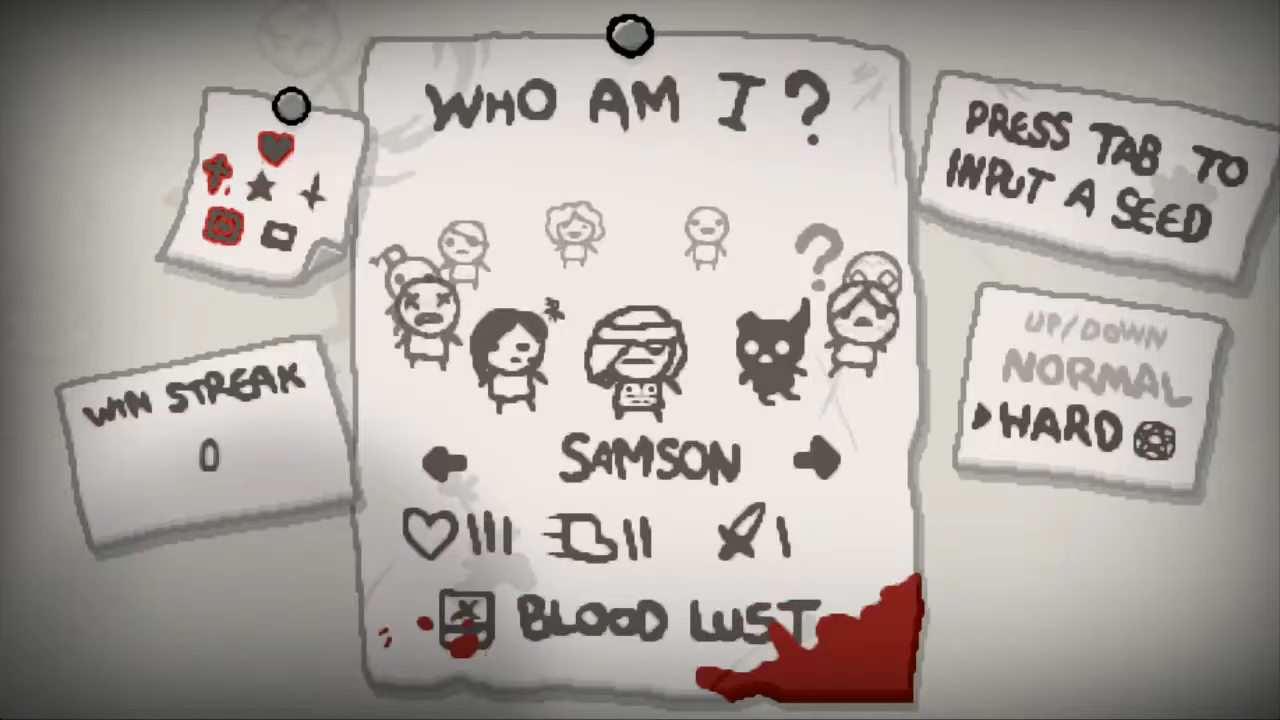 WHO AM I?
PRESS TAB TO
INPUT A SEED
WIN STREAK
0
?
UP/DOWN
NORMAL
HARD
SAMSON
BLOOD LUST